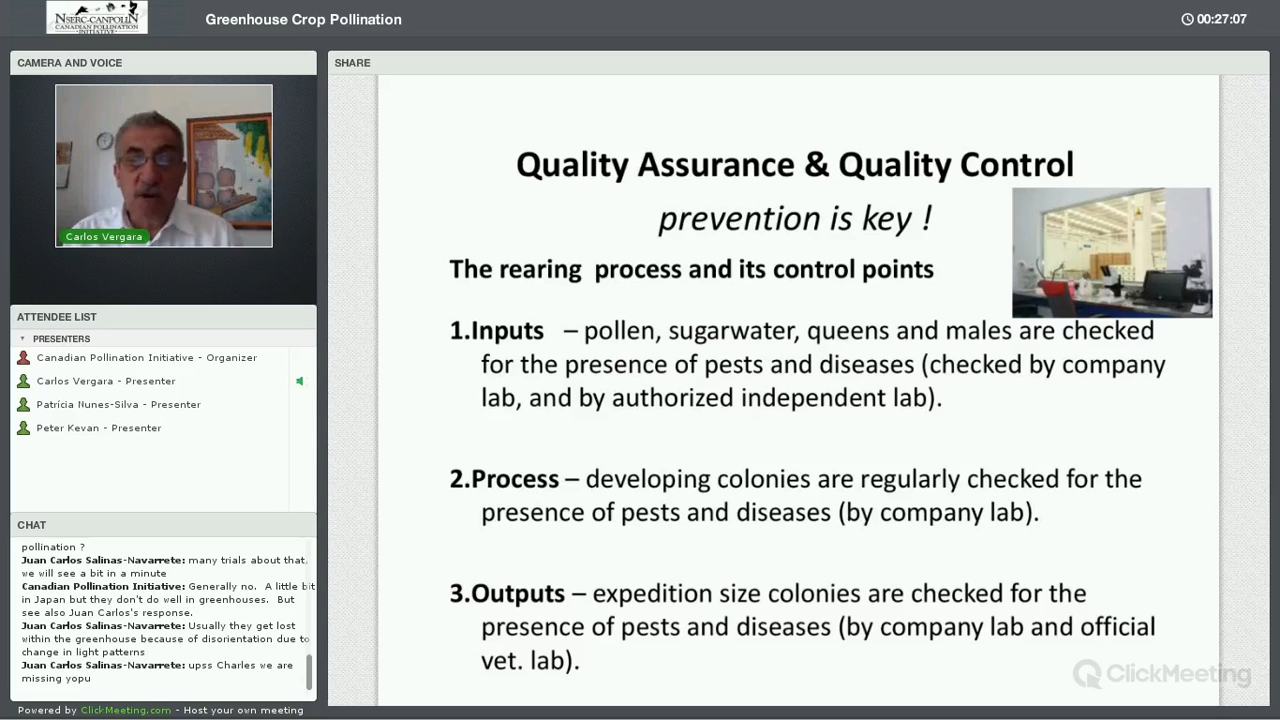 NSERC-CANPOLIN
CANADIAN POLLINATION
INITIATIVE
Greenhouse Crop Pollination
00:27:07
CAMERA AND VOICE
Carlos Vergara
ATTENDEE LIST
PRESENTERS
Canadian Pollination Initiative - Organizer
Carlos Vergara - Presenter
Patrícia Nunes-Silva - Presenter
Peter Kevan - Presenter
CHAT
pollination ?
Juan Carlos Salinas-Navarrete: many trials about that,
we will see a bit in a minute
Canadian Pollination Initiative: Generally no. A little bit
in Japan but they don't do well in greenhouses. But
see also Juan Carlos's response.
Juan Carlos Salinas-Navarrete: Usually they get lost
within the greenhouse because of disorientation due to
change in light patterns
Juan Carlos Salinas-Navarrete: upss Charles we are
missing yopu
Powered by ClickMeeting.com - Host your own meeting
SHARE
Quality Assurance & Quality Control
prevention is key !
The rearing process and its control points
1.Inputs – pollen, sugarwater, queens and males are checked
for the presence of pests and diseases (checked by company
lab, and by authorized independent lab).
2.Process – developing colonies are regularly checked for the
presence of pests and diseases (by company lab).
3.Outputs – expedition size colonies are checked for the
presence of pests and diseases (by company lab and official
vet. lab).
ClickMeeting